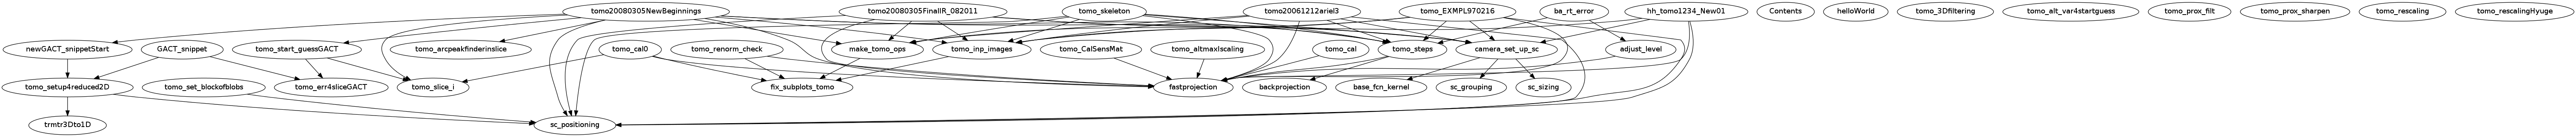 tomo20080305NewBeginnings
tomo20080305FinalIR_082011
tomo_skeleton
tomo20061212ariel3
tomo_EXMPL970216
ba_rt_error
hh_tomo1234_New01
Contents
helloWorld
tomo_3Dfiltering
tomo_alt_var4startguess
tomo_prox_filt
tomo_prox_sharpen
tomo_rescaling
tomo_rescalingHyuge
newGACT_snippetStart
GACT_snippet
tomo_start_guessGACT
tomo_arcpeakfinderinslice
tomo_cal0
tomo_renorm_check
make_tomo_ops
tomo_inp_images
tomo_CalSensMat
tomo_altmaxIscaling
tomo_cal
tomo_steps
camera_set_up_sc
adjust_level
tomo_setup4reduced2D
tomo_set_blockofblobs
tomo_err4sliceGACT
tomo_slice_i
fix_subplots_tomo
fastprojection
backprojection
base_fcn_kernel
sc_grouping
sc_sizing
trmtr3Dto1D
sc_positioning